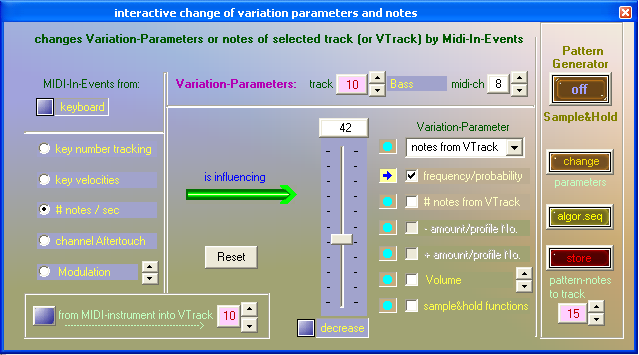 interactive change of variation parameters and notes
changes Variation-Parameters or notes of selected track (or VTrack) by Midi-In-Events
MIDI-In-Events from:
keyboard
Variation-Parameters: track 10 Bass midi-ch 8
key number tracking
key velocities
# notes / sec
channel Aftertouch
Modulation
from MIDI-instrument into VTrack 10
is influencing
Reset
42
decrease
Variation-Parameter
notes from VTrack
frequency/probability
# notes from VTrack
- amount/profile No.
+ amount/profile No.
Volume
sample&hold functions
Pattern
Generator
off
Sample&Hold
change
parameters
algor.seq
store
pattern-notes
to track
15